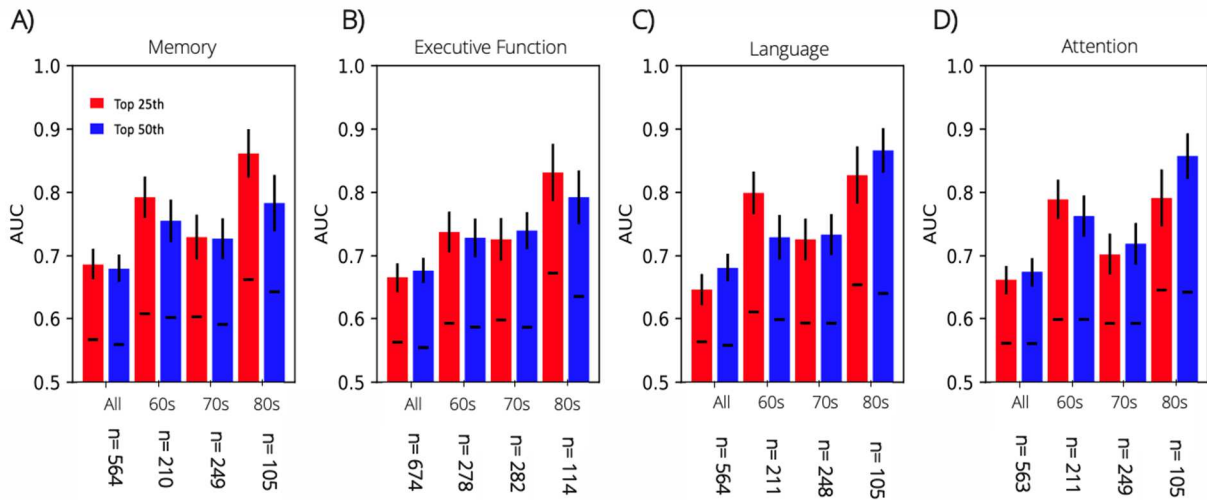 A)
Memory
AUC
1.0
0.9
0.8
0.7
0.6
0.5
Top 25th
Top 50th
All 60s 70s 80s
n= 564 n= 210 n= 249 n= 105
B)
Executive Function
AUC
1.0
0.9
0.8
0.7
0.6
0.5
All 60s 70s 80s
n= 674 n= 278 n= 282 n= 114
C)
Language
AUC
1.0
0.9
0.8
0.7
0.6
0.5
All 60s 70s 80s
n= 564 n= 211 n= 248 n= 105
D)
Attention
AUC
1.0
0.9
0.8
0.7
0.6
0.5
All 60s 70s 80s
n= 563 n= 211 n= 249 n= 105